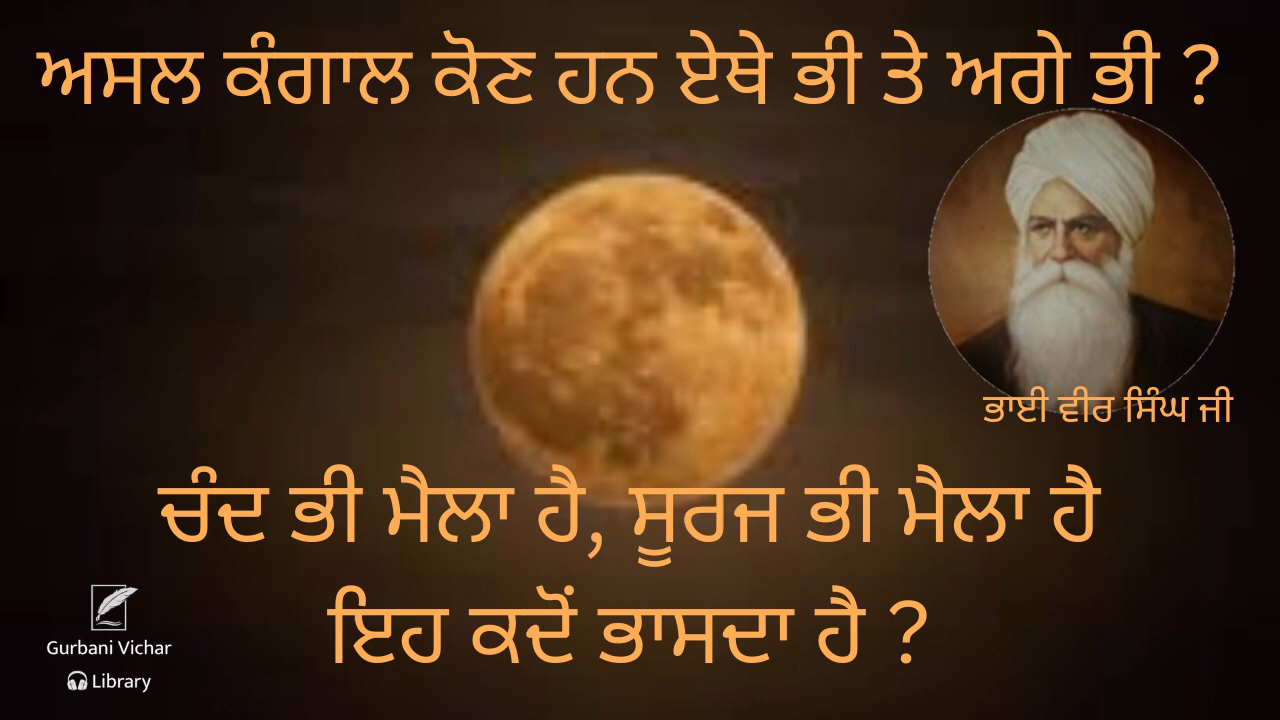 ਅਸਲ ਕੰਗਾਲ ਕੋਣ ਹਨ ਏਥੇ ਭੀ ਤੇ ਅਗੇ ਭੀ ?
ਭਾਈ ਵੀਰ ਸਿੰਘ ਜੀ
ਚੰਦ ਭੀ ਮੈਲਾ ਹੈ, ਸੂਰਜ ਭੀ ਮੈਲਾ ਹੈ
ਇਹ ਕਦੋਂ ਭਾਸਦਾ ਹੈ ?
Gurbani Vichar
Library